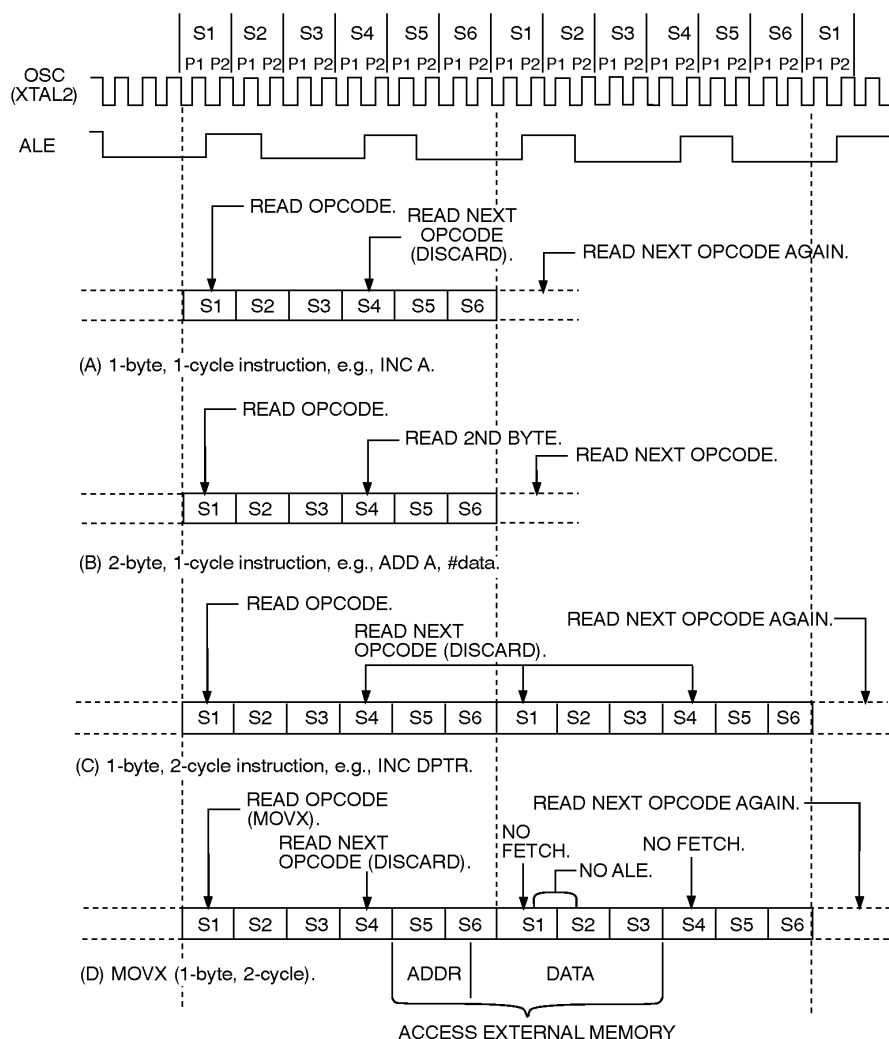 S1 S2 S3 S4 S5 S6 S1 S2 S3 S4 S5 S6 S1
P1 P2 P1 P2 P1 P2 P1 P2 P1 P2 P1 P2 P1 P2 P1 P2 P1 P2 P1 P2 P1 P2 P1 P2 P1 P2
OSC
(XTAL2)
ALE
READ OPCODE.
READ NEXT
OPCODE
(DISCARD).
READ NEXT OPCODE AGAIN.
S1 S2 S3 S4 S5 S6
(A) 1-byte, 1-cycle instruction, e.g., INC A.
READ OPCODE.
READ 2ND BYTE.
READ NEXT OPCODE.
S1 S2 S3 S4 S5 S6
(B) 2-byte, 1-cycle instruction, e.g., ADD A, #data.
READ OPCODE.
READ NEXT
OPCODE (DISCARD).
READ NEXT OPCODE AGAIN.
S1 S2 S3 S4 S5 S6 S1 S2 S3 S4 S5 S6
(C) 1-byte, 2-cycle instruction, e.g., INC DPTR.
READ OPCODE
(MOVX).
READ NEXT
OPCODE (DISCARD).
NO
FETCH.
NO ALE.
NO FETCH.
READ NEXT OPCODE AGAIN.
S1 S2 S3 S4 S5 S6 S1 S2 S3 S4 S5 S6
(D) MOVX (1-byte, 2-cycle).
ADDR DATA
ACCESS EXTERNAL MEMORY